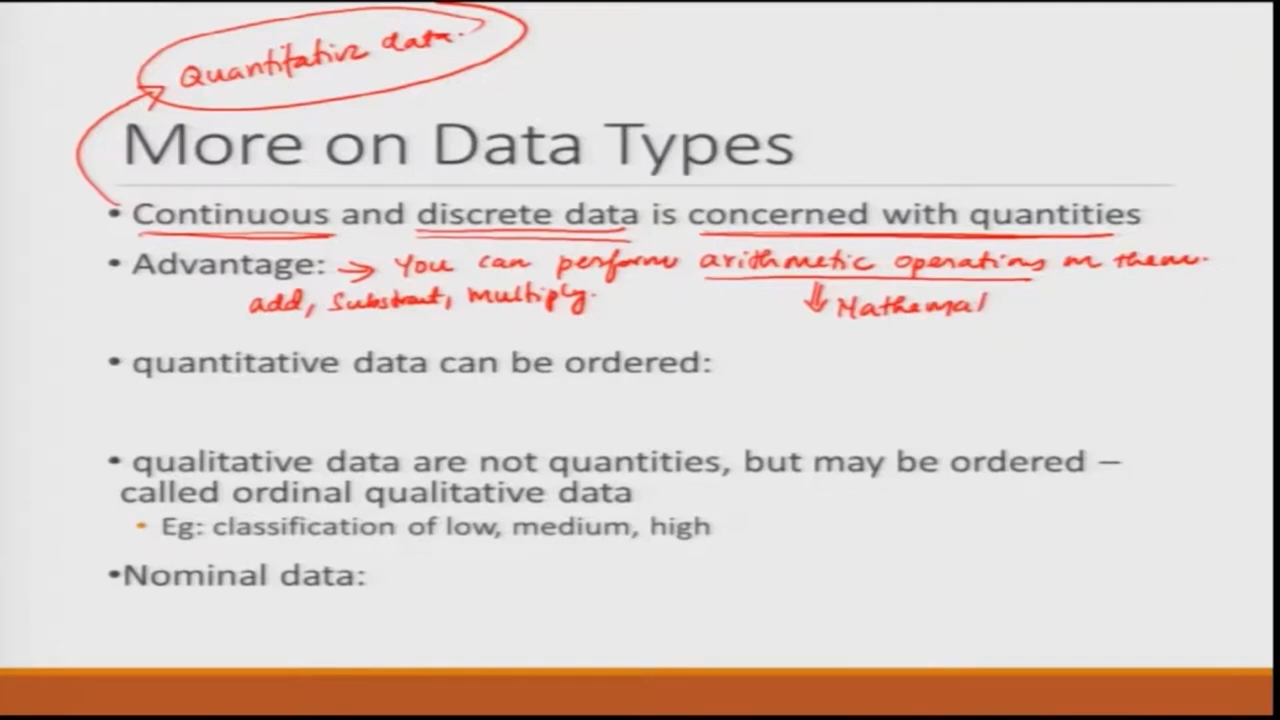 Quantitative data.
More on Data Types
• Continuous and discrete data is concerned with quantities
• Advantage: → You can perform arithmetic operations on them.
add, Substract, multiply. ⇓ Mathemal
• quantitative data can be ordered:
• qualitative data are not quantities, but may be ordered –
called ordinal qualitative data
• Eg: classification of low, medium, high
•Nominal data: